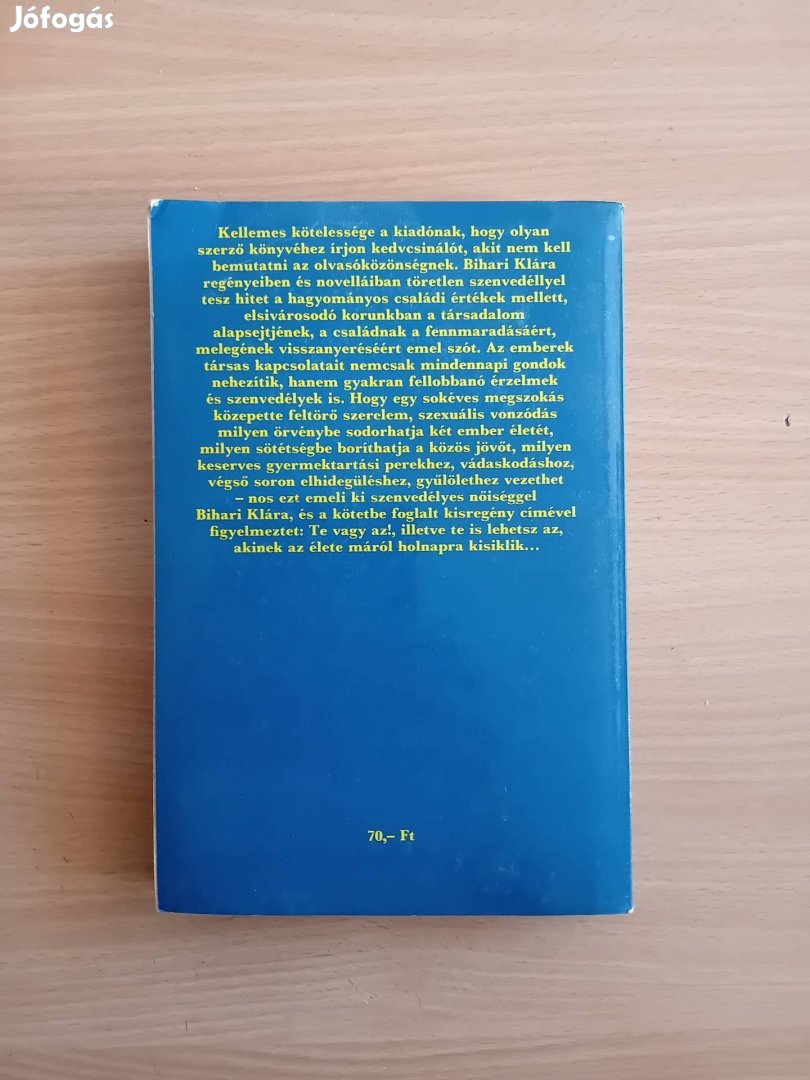 Jófogás
Kellemes kötelessége a kiadónak, hogy olyan
szerző könyvéhez írjon kedvcsinálót, akit nem kell
bemutatni az olvasóközönségnek. Bihari Klára
regényeiben és novelláiban töretlen szenvedéllyel
tesz hitet a hagyományos családi értékek mellett,
elsivárosodó korunkban a társadalom
alapsejtjének, a családnak a fennmaradásáért,
melegének visszanyeréséért emel szót. Az emberek
társas kapcsolatait nemcsak mindennapi gondok
nehezítik, hanem gyakran fellobbanó érzelmek
és szenvedélyek is. Hogy egy sokéves megszokás
közepette feltörő szerelem, szexuális vonzódás
milyen örvénybe sodorhatja két ember életét,
milyen sötétségbe boríthatja a közös jövőt, milyen
keserves gyermektartási perekhez, vádaskodáshoz,
végső soron elhidegüléshez, gyűlölethez vezethet
– nos ezt emeli ki szenvedélyes nőiséggel
Bihari Klára, és a kötetbe foglalt kisregény címével
figyelmeztet: Te vagy az!, illetve te is lehetsz az,
akinek az élete máról holnapra kisiklik...
70,– Ft